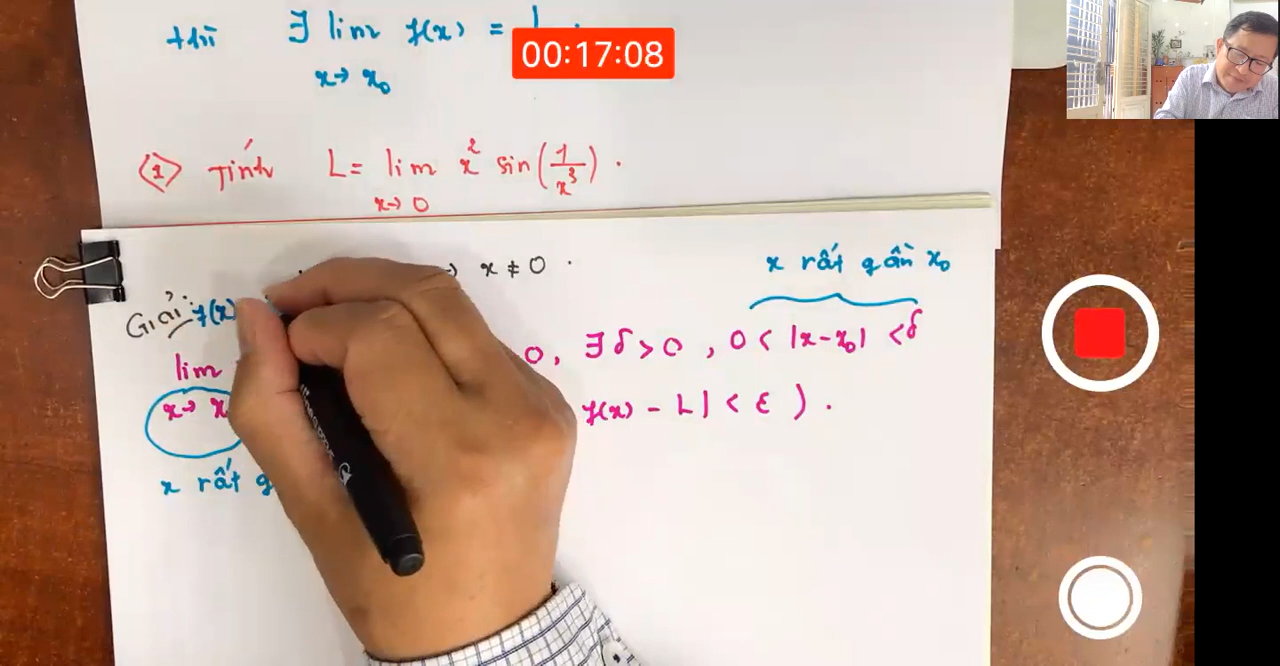 thì ∃ lim f(x) = L .
x→ x₀
00:17:08
⟨1⟩ Tính L = lim x² sin(1/x³) .
x→ 0
→ x ≠ 0 .
x rất gần x₀
Giải: f(x)
lim 0, ∃ δ > 0 , 0 < |x-x₀| < δ
x→ x f(x) - L| < ε ) .
x rất g